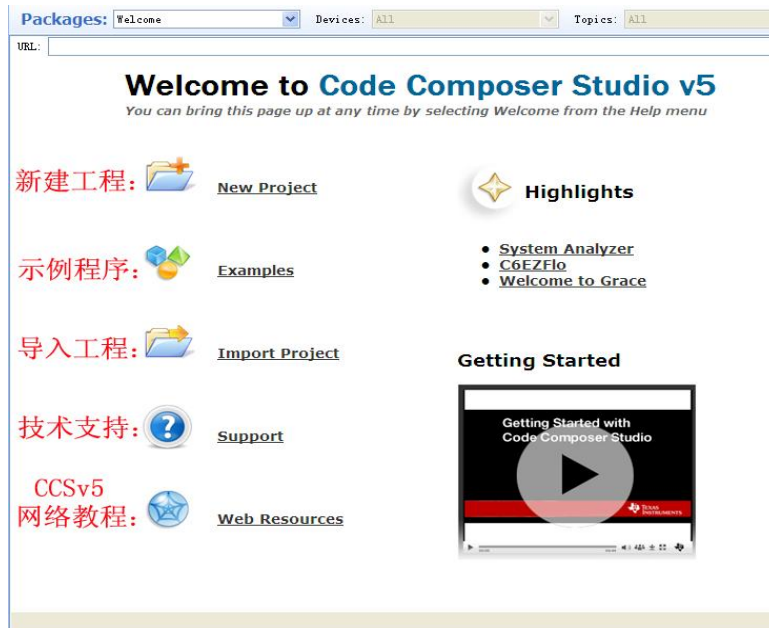 Packages: Welcome Devices: All Topics: All
URL:
Welcome to Code Composer Studio v5
You can bring this page up at any time by selecting Welcome from the Help menu
新建工程: New Project
Highlights
System Analyzer
C6EZFlo
Welcome to Grace
示例程序: Examples
导入工程: Import Project
Getting Started
Getting Started with
Code Composer Studio
TEXAS
INSTRUMENTS
技术支持: Support
CCSv5
网络教程: Web Resources